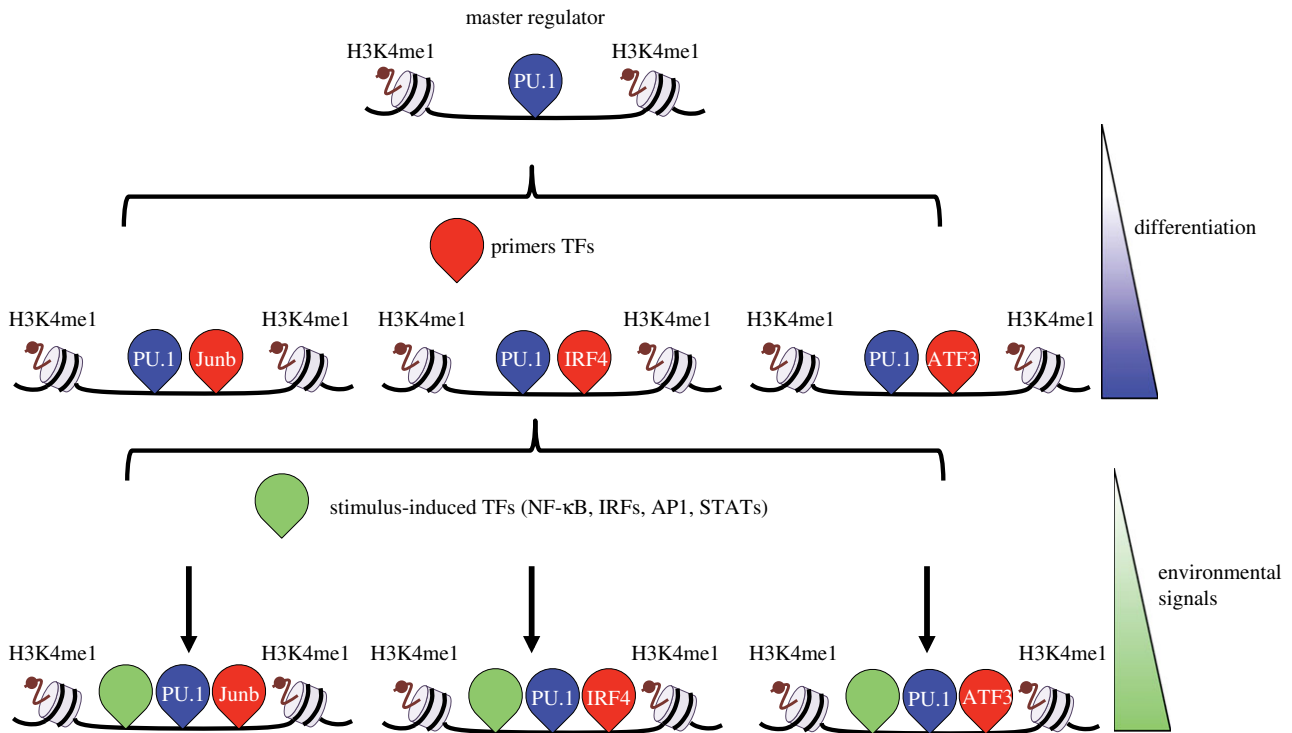 master regulator
H3K4me1
H3K4me1
PU.1
differentiation
primers TFs
H3K4me1
H3K4me1
H3K4me1
H3K4me1
H3K4me1
H3K4me1
PU.1
Junb
PU.1
IRF4
PU.1
ATF3
stimulus-induced TFs (NF-κB, IRFs, AP1, STATs)
environmental
signals
H3K4me1
H3K4me1
H3K4me1
H3K4me1
H3K4me1
H3K4me1
PU.1
Junb
PU.1
IRF4
PU.1
ATF3